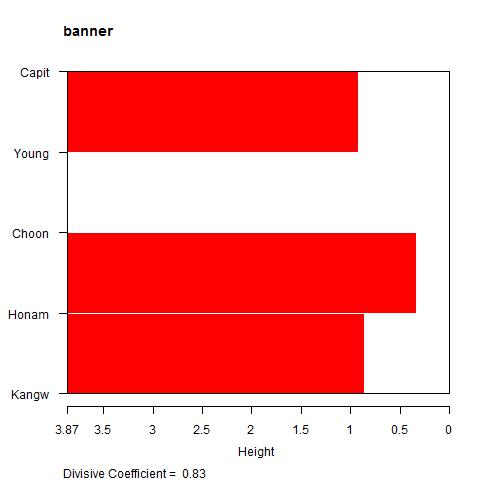 banner
Capit
Young
Choon
Honam
Kangw
3.87 3.5 3 2.5 2 1.5 1 0.5 0
Height
Divisive Coefficient = 0.83